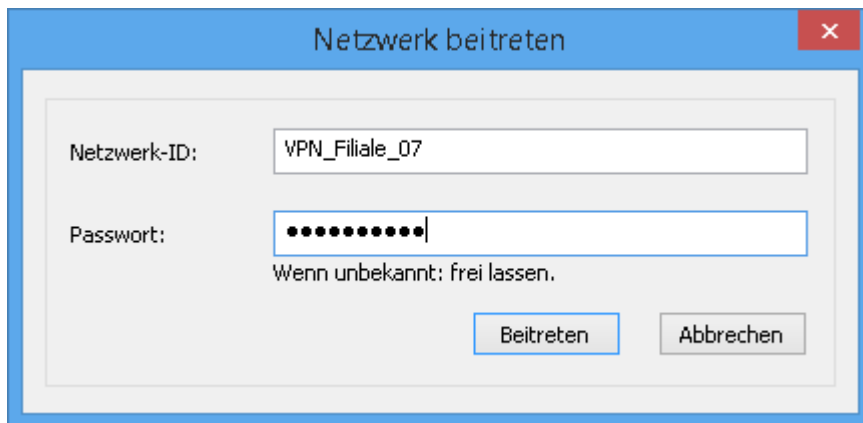 Netzwerk beitreten
Netzwerk-ID: VPN_Filiale_07
Passwort: ●●●●●●●●●●
Wenn unbekannt: frei lassen.
Beitreten Abbrechen